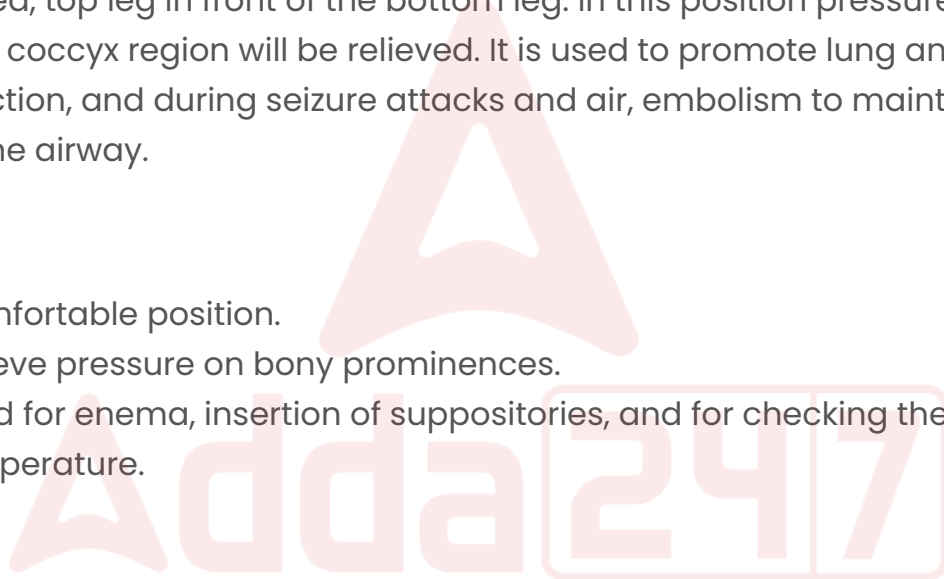 ed, top leg in front of the bottom leg. In this position pressure
coccyx region will be relieved. It is used to promote lung an
ction, and during seizure attacks and air, embolism to maint
he airway.
nfortable position.
eve pressure on bony prominences.
d for enema, insertion of suppositories, and for checking the
perature.
Adda247